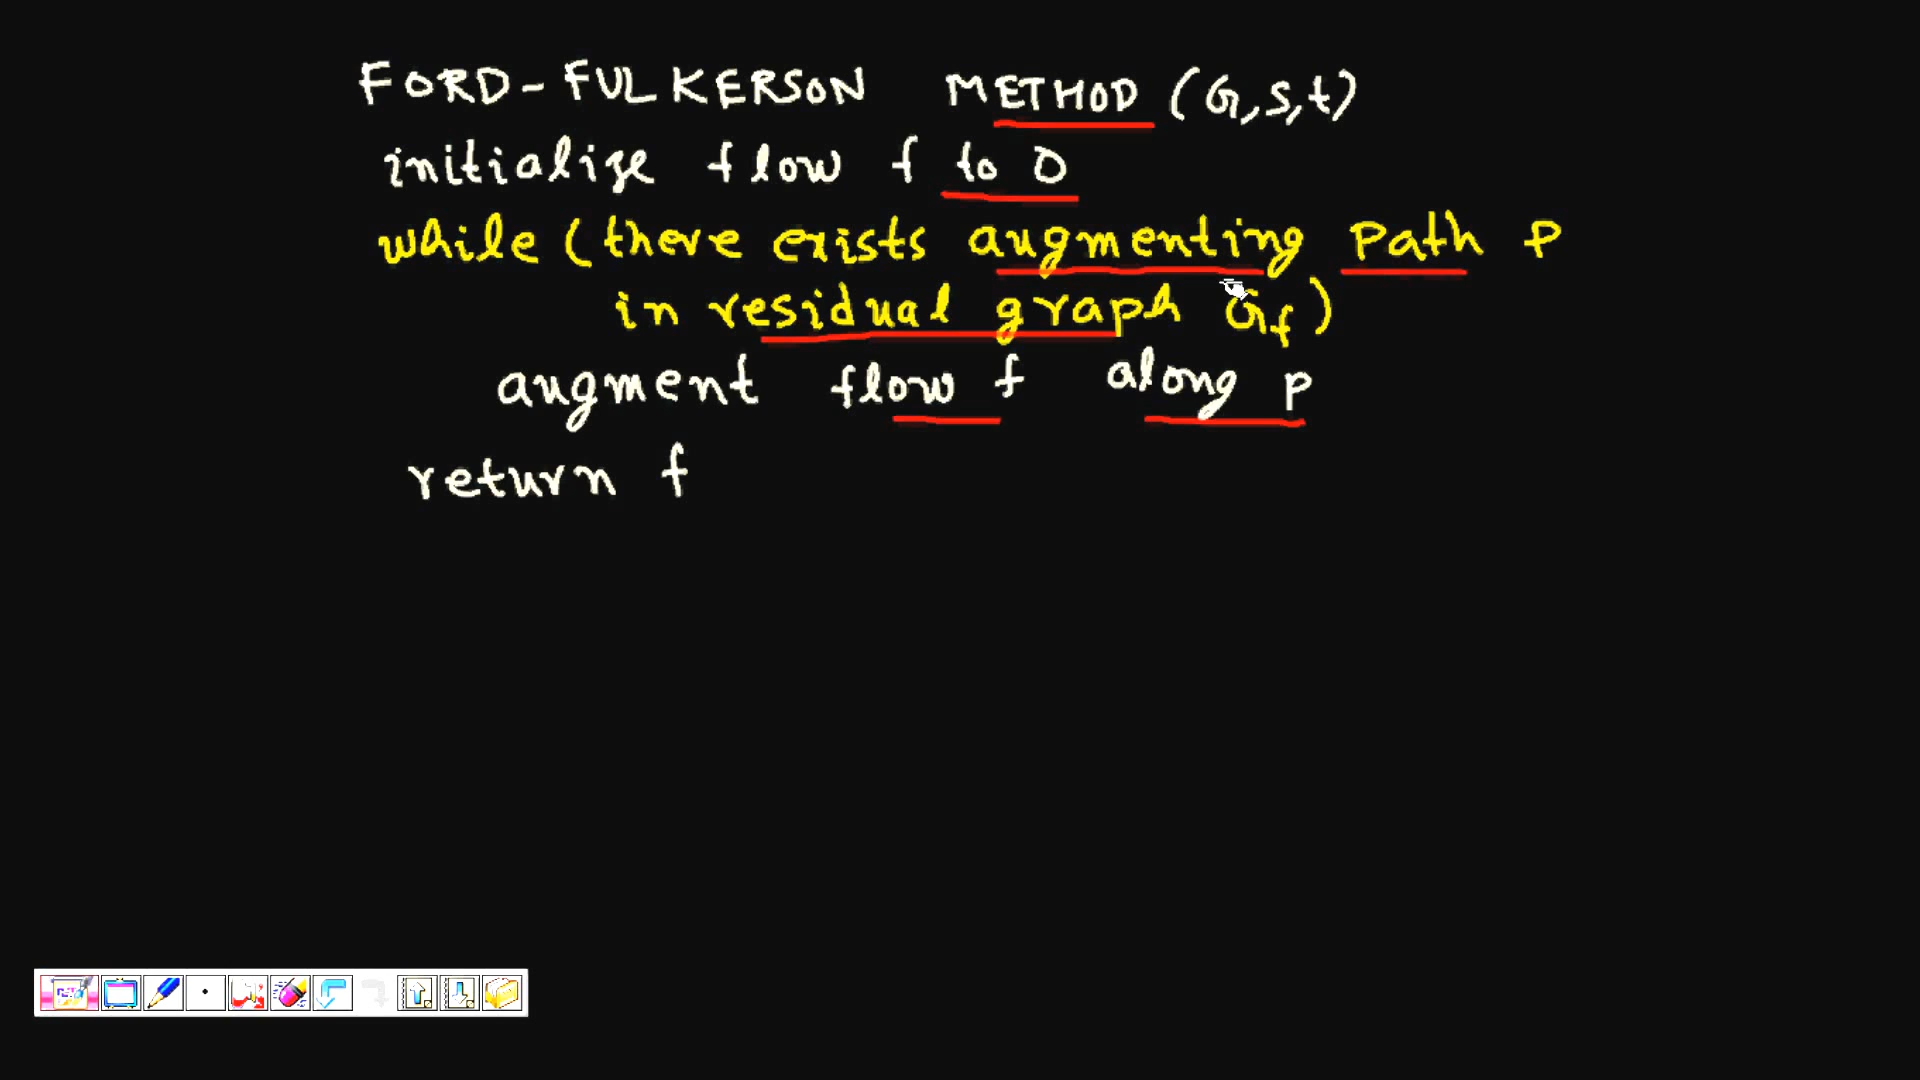 FORD-FULKERSON METHOD (G,S,t)
initialize flow f to 0
while (there exists augmenting path p
in residual graph Gf)
augment flow f along p
return f